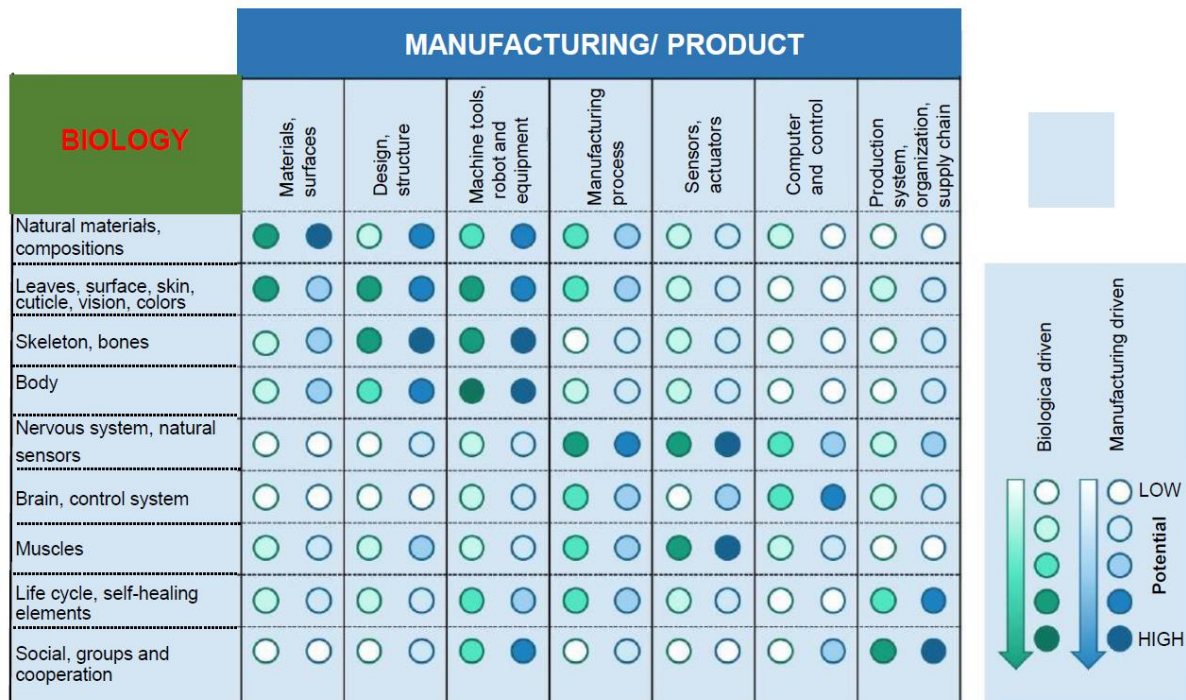 MANUFACTURING/ PRODUCT
BIOLOGY
Materials,
surfaces
Design,
structure
Machine tools,
robot and
equipment
Manufacturing
process
Sensors,
actuators
Computer
and control
Production
system,
organization,
supply chain
Natural materials,
compositions
Leaves, surface, skin,
cuticle, vision, colors
Skeleton, bones
Body
Nervous system, natural
sensors
Brain, control system
Muscles
Life cycle, self-healing
elements
Social, groups and
cooperation
Biologica driven
Manufacturing driven
LOW
Potential
HIGH